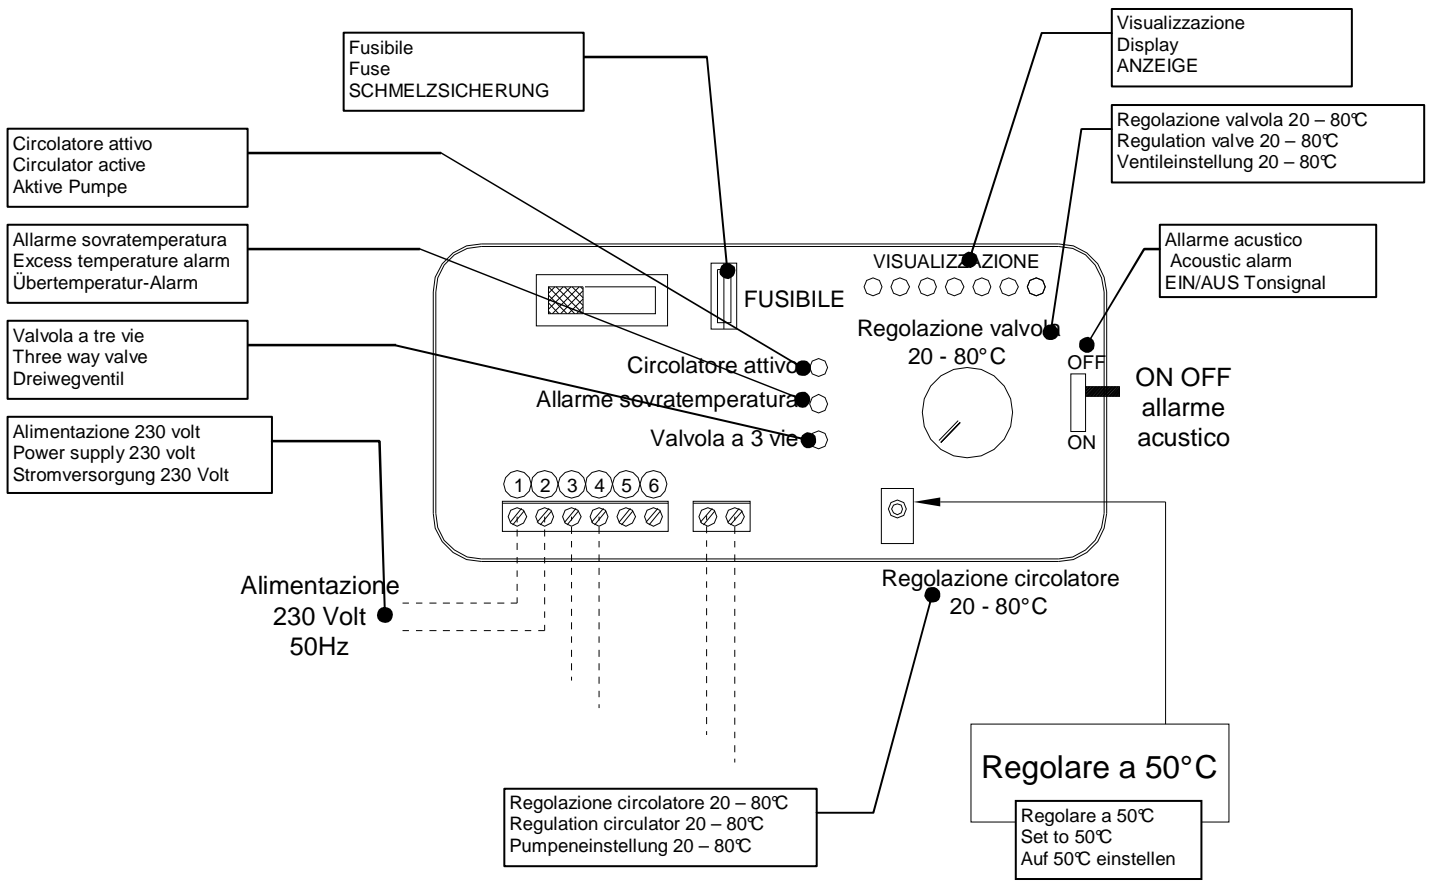 Visualizzazione
Display
ANZEIGE
Fusibile
Fuse
SCHMELZSICHERUNG
Regolazione valvola 20 – 80°C
Regulation valve 20 – 80°C
Ventileinstellung 20 – 80°C
Circolatore attivo
Circulator active
Aktive Pumpe
Allarme sovratemperatura
Excess temperature alarm
Übertemperatur-Alarm
Allarme acustico
Acoustic alarm
EIN/AUS Tonsignal
Valvola a tre vie
Three way valve
Dreiwegventil
Alimentazione 230 volt
Power supply 230 volt
Stromversorgung 230 Volt
VISUALIZZAZIONE
FUSIBILE
Regolazione valvola
20 - 80°C
Circolatore attivo
Allarme sovratemperatura
Valvola a 3 vie
OFF
ON
ON OFF
allarme
acustico
1 2 3 4 5 6
Alimentazione
230 Volt
50Hz
Regolazione circolatore
20 - 80°C
Regolare a 50°C
Regolazione circolatore 20 – 80°C
Regulation circulator 20 – 80°C
Pumpeneinstellung 20 – 80°C
Regolare a 50°C
Set to 50°C
Auf 50°C einstellen